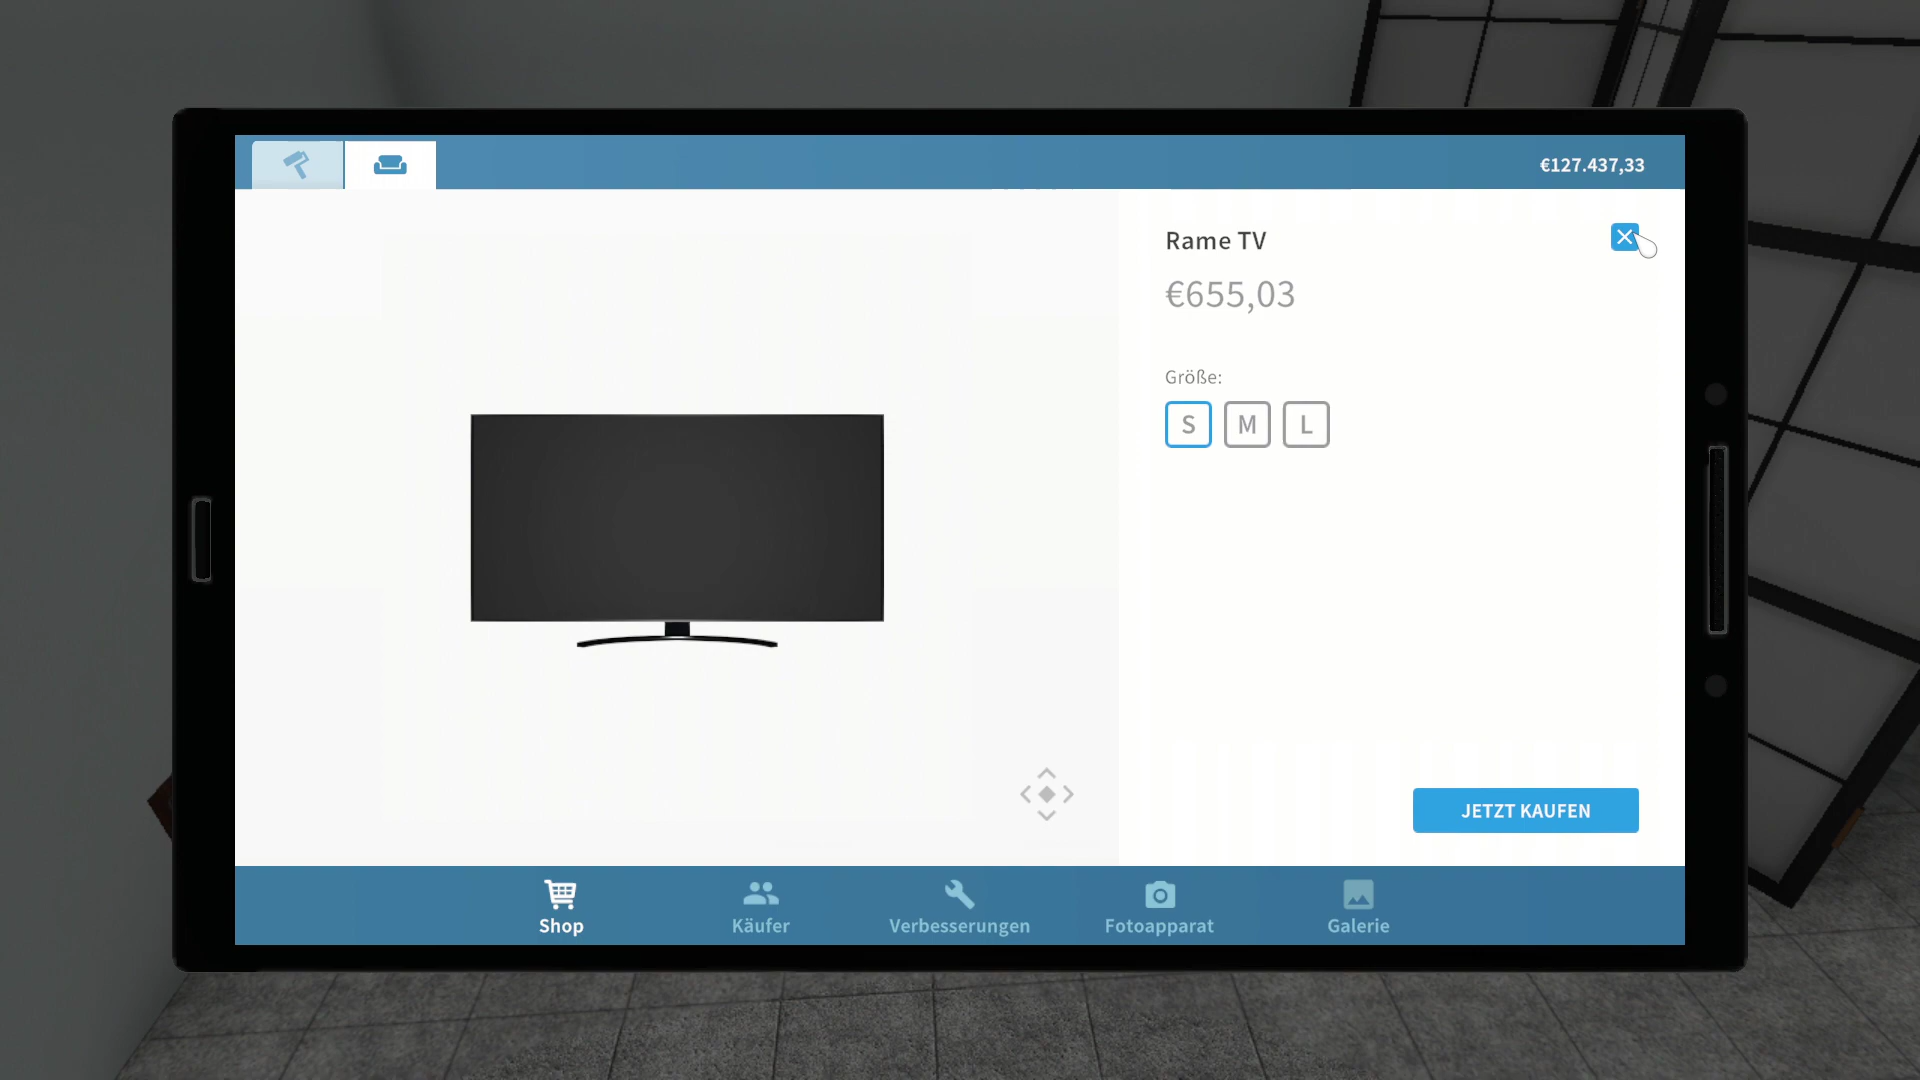 €127.437,33
Rame TV
€655,03
Größe:
S M L
JETZT KAUFEN
Shop Käufer Verbesserungen Fotoapparat Galerie